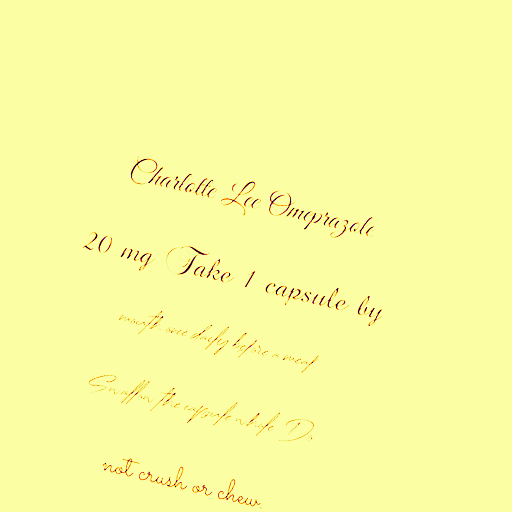 Charlotte Lee Omeprazole
20 mg Take 1 capsule by
mouth once daily before a meal
Swallow the capsule whole Do
not crush or chew.